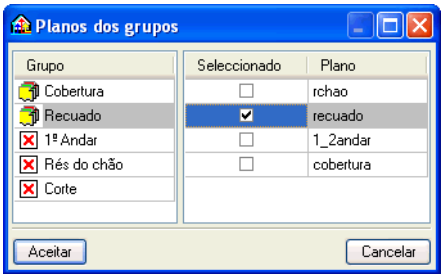 Planos dos grupos
Grupo Seleccionado Plano
Cobertura rchao
Recuado recuado
1º Andar 1_2andar
Rés do chão cobertura
Corte
Aceitar Cancelar